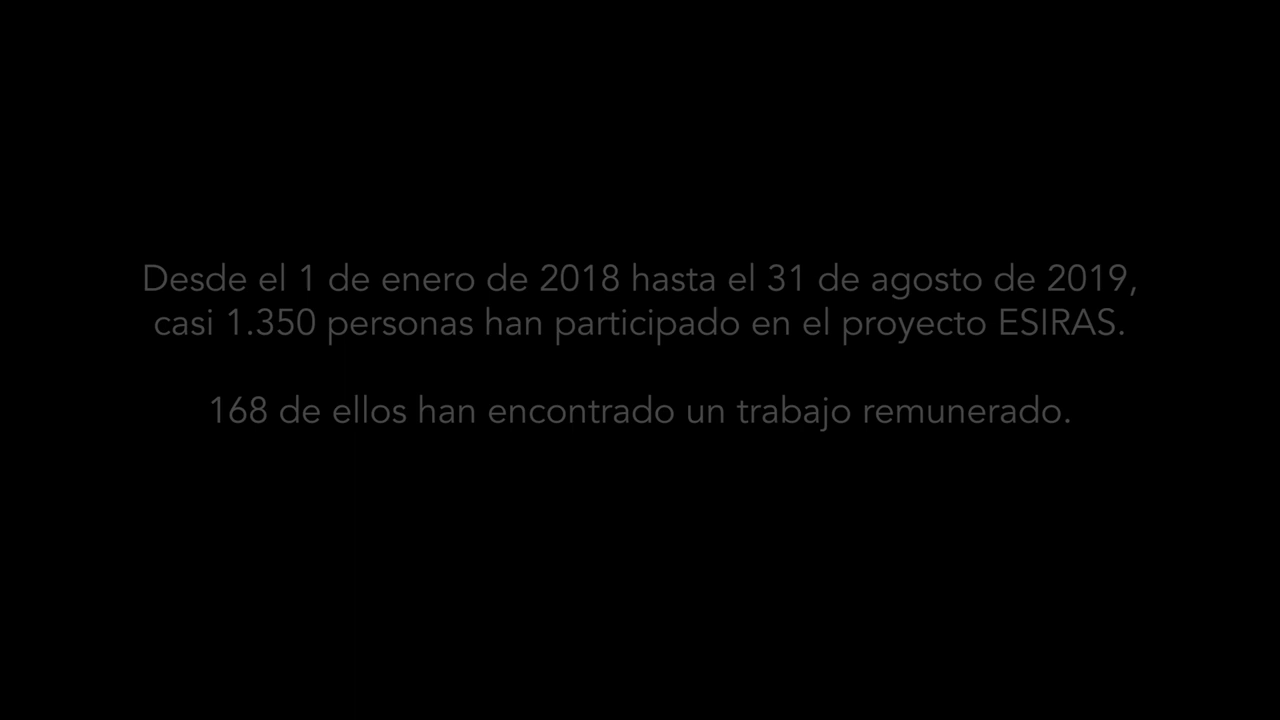 Desde el 1 de enero de 2018 hasta el 31 de agosto de 2019,
casi 1.350 personas han participado en el proyecto ESIRAS.
168 de ellos han encontrado un trabajo remunerado.